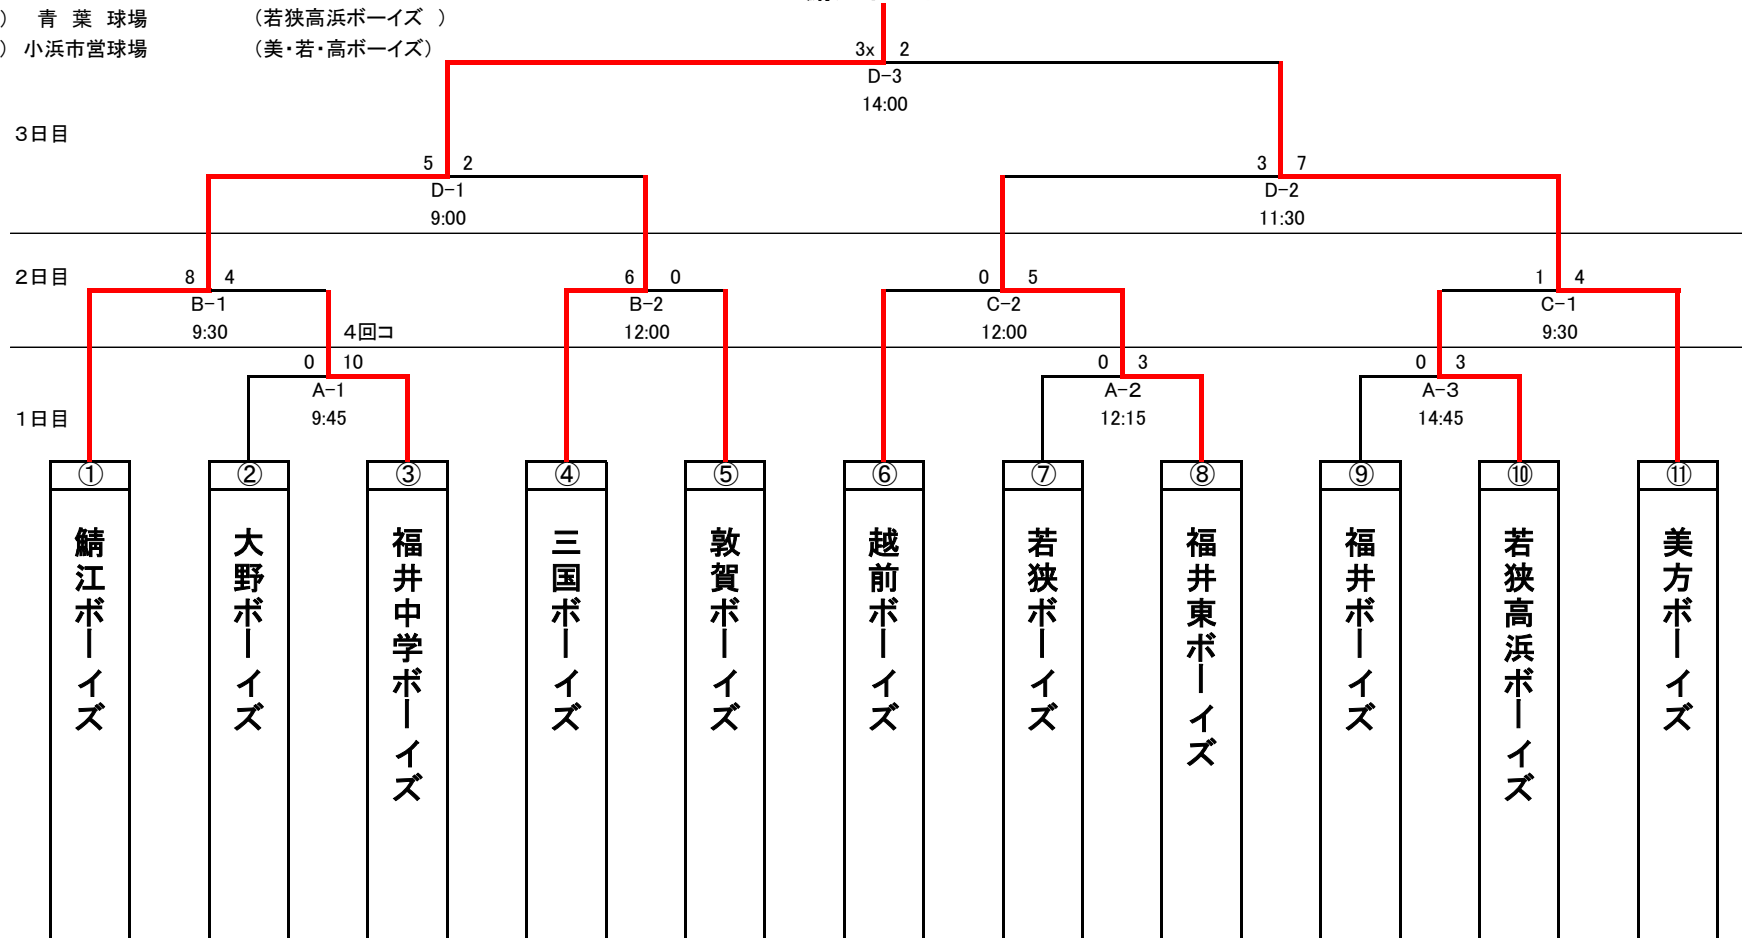 ） 青 葉 球場 （若狭高浜ボーイズ ）
） 小浜市営球場 （美・若・高ボーイズ）
3x 2
D-3
14:00
３日目
5 2
D-1
9:00
3 7
D-2
11:30
２日目
8 4
B-1
9:30
6 0
B-2
12:00
0 5
C-2
12:00
1 4
C-1
9:30
４回コ
0 10
A-1
9:45
0 3
A-2
12:15
0 3
A-3
14:45
１日目
① ② ③ ④ ⑤ ⑥ ⑦ ⑧ ⑨ ⑩ ⑪
鯖江ボーイズ
大野ボーイズ
福井中学ボーイズ
三国ボーイズ
敦賀ボーイズ
越前ボーイズ
若狭ボーイズ
福井東ボーイズ
福井ボーイズ
若狭高浜ボーイズ
美方ボーイズ